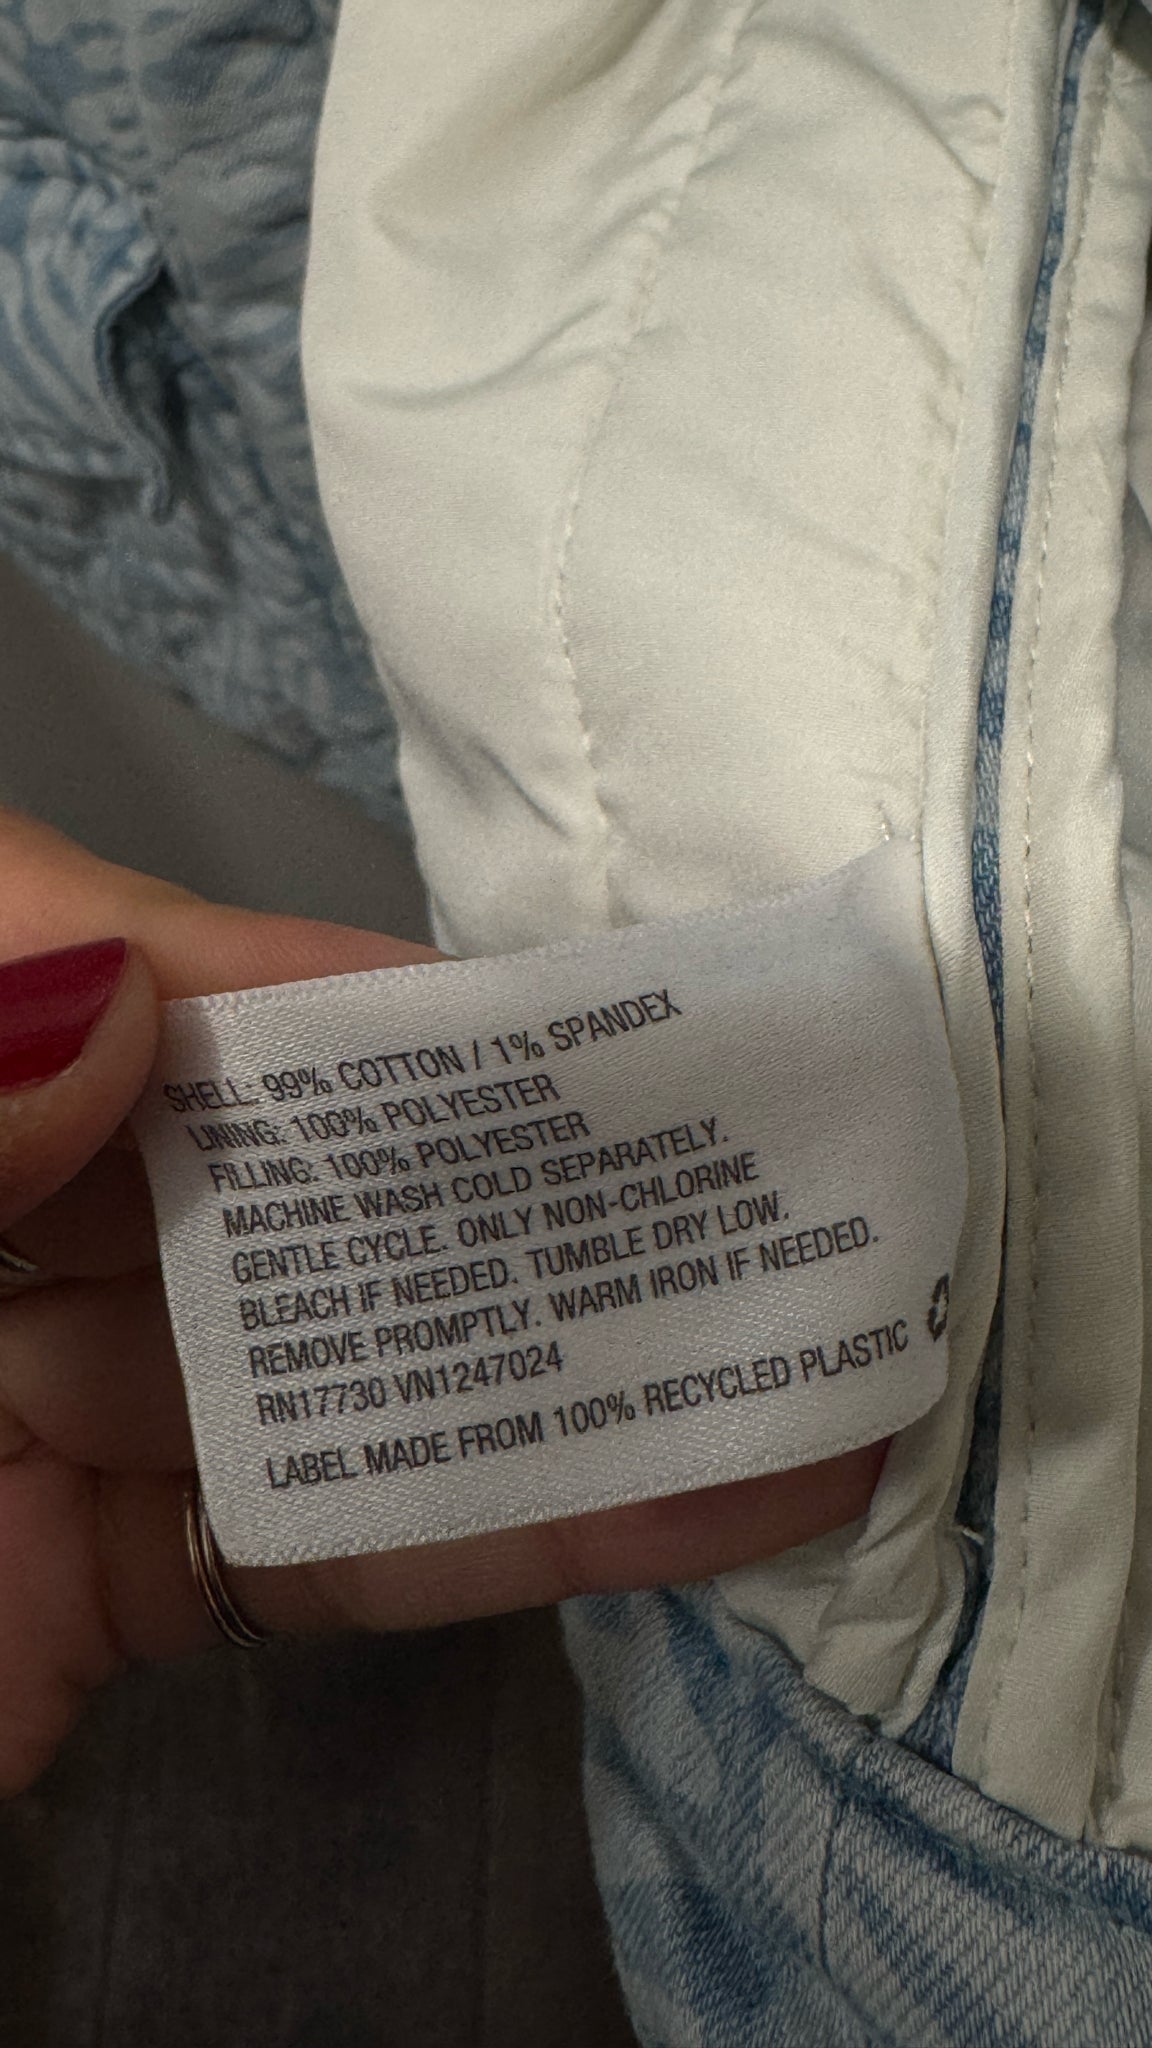 SHELL: 99% COTTON / 1% SPANDEX
LINING: 100% POLYESTER
FILLING: 100% POLYESTER
MACHINE WASH COLD SEPARATELY.
GENTLE CYCLE. ONLY NON-CHLORINE
BLEACH IF NEEDED. TUMBLE DRY LOW.
REMOVE PROMPTLY. WARM IRON IF NEEDED.
RN17730 VN1247024
LABEL MADE FROM 100% RECYCLED PLASTIC